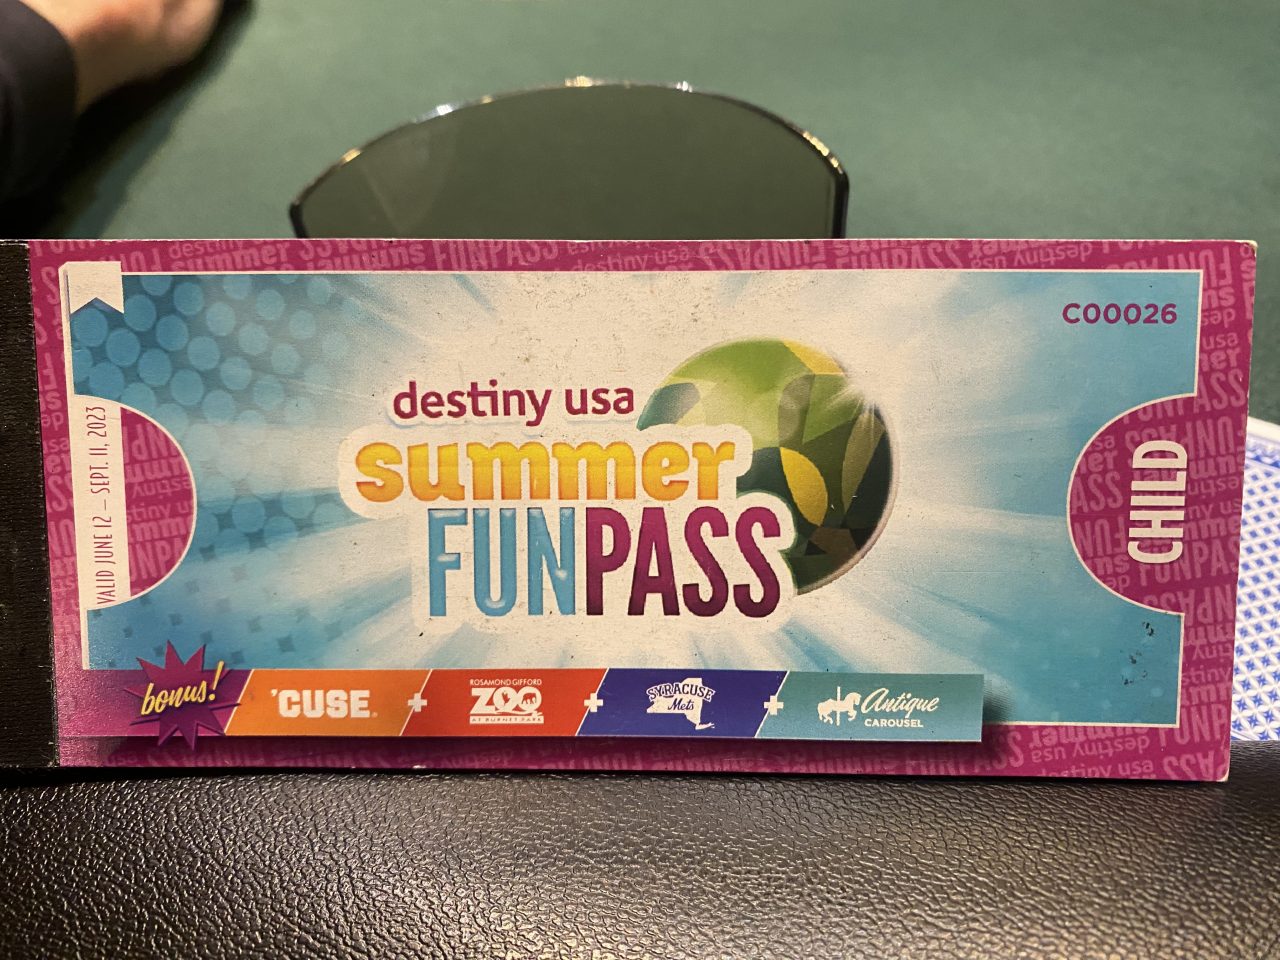 C00026
destiny usa
summer
FUNPASS
VALID JUNE 12 – SEPT. 11, 2023
CHILD
bonus!
'CUSE
+
ROSAMOND GIFFORD
ZOO
AT BURNET PARK
+
SYRACUSE
Mets
+
Antique
CAROUSEL